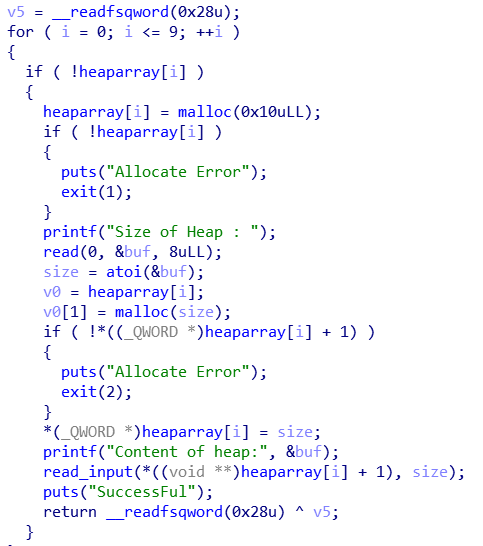 v5 = __readfsqword(0x28u);
for ( i = 0; i <= 9; ++i )
{
if ( !heaparray[i] )
{
heaparray[i] = malloc(0x10uLL);
if ( !heaparray[i] )
{
puts("Allocate Error");
exit(1);
}
printf("Size of Heap : ");
read(0, &buf, 8uLL);
size = atoi(&buf);
v0 = heaparray[i];
v0[1] = malloc(size);
if ( !*((_QWORD *)heaparray[i] + 1) )
{
puts("Allocate Error");
exit(2);
}
*(_QWORD *)heaparray[i] = size;
printf("Content of heap:", &buf);
read_input(*((void **)heaparray[i] + 1), size);
puts("SuccessFul");
return __readfsqword(0x28u) ^ v5;
}